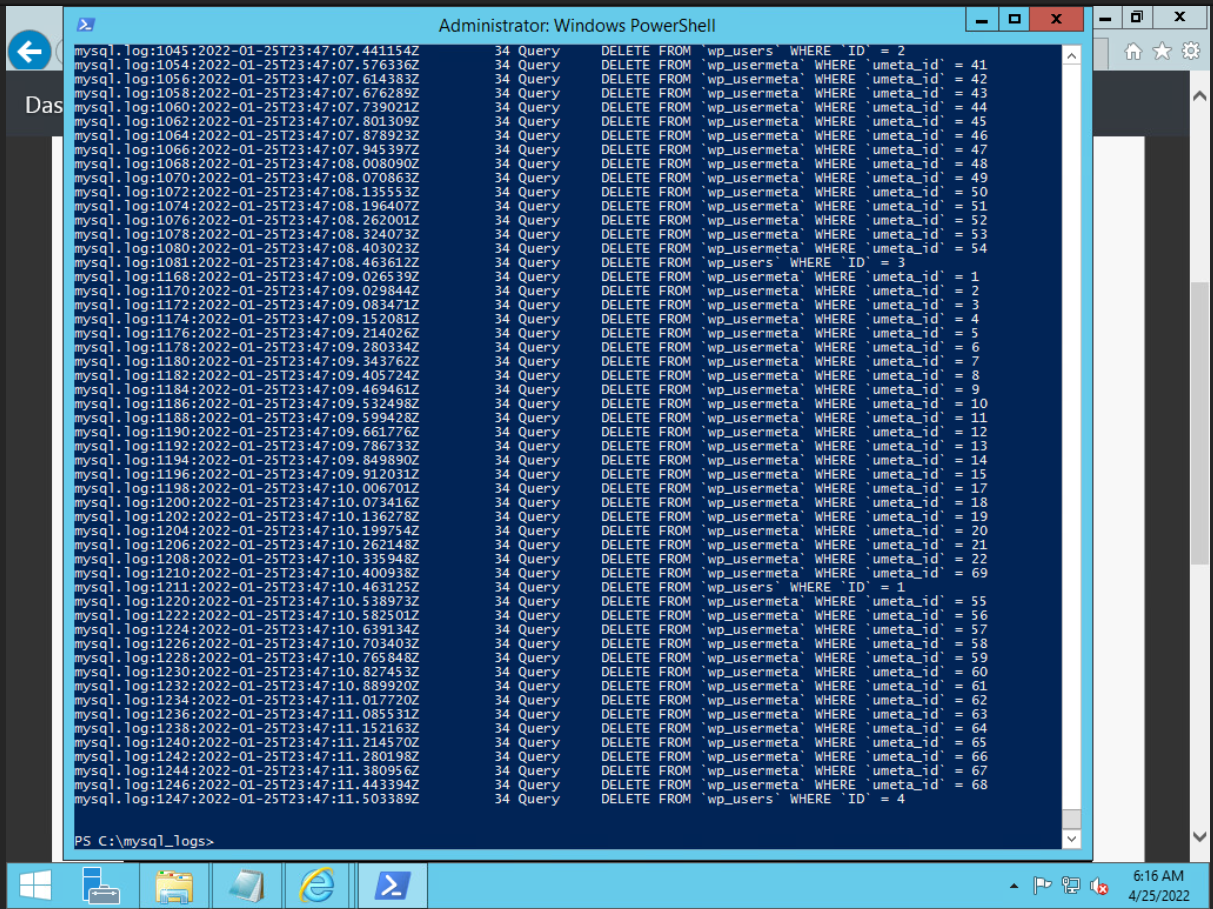 Administrator: Windows PowerShell
Das
mysql.log:1045:2022-01-25T23:47:07.441154Z 34 Query DELETE FROM `wp_users` WHERE `ID` = 2
mysql.log:1054:2022-01-25T23:47:07.576336Z 34 Query DELETE FROM `wp_usermeta` WHERE `umeta_id` = 41
mysql.log:1056:2022-01-25T23:47:07.614383Z 34 Query DELETE FROM `wp_usermeta` WHERE `umeta_id` = 42
mysql.log:1058:2022-01-25T23:47:07.676289Z 34 Query DELETE FROM `wp_usermeta` WHERE `umeta_id` = 43
mysql.log:1060:2022-01-25T23:47:07.739021Z 34 Query DELETE FROM `wp_usermeta` WHERE `umeta_id` = 44
mysql.log:1062:2022-01-25T23:47:07.801309Z 34 Query DELETE FROM `wp_usermeta` WHERE `umeta_id` = 45
mysql.log:1064:2022-01-25T23:47:07.878923Z 34 Query DELETE FROM `wp_usermeta` WHERE `umeta_id` = 46
mysql.log:1066:2022-01-25T23:47:07.945397Z 34 Query DELETE FROM `wp_usermeta` WHERE `umeta_id` = 47
mysql.log:1068:2022-01-25T23:47:08.008090Z 34 Query DELETE FROM `wp_usermeta` WHERE `umeta_id` = 48
mysql.log:1070:2022-01-25T23:47:08.070863Z 34 Query DELETE FROM `wp_usermeta` WHERE `umeta_id` = 49
mysql.log:1072:2022-01-25T23:47:08.135553Z 34 Query DELETE FROM `wp_usermeta` WHERE `umeta_id` = 50
mysql.log:1074:2022-01-25T23:47:08.196407Z 34 Query DELETE FROM `wp_usermeta` WHERE `umeta_id` = 51
mysql.log:1076:2022-01-25T23:47:08.262001Z 34 Query DELETE FROM `wp_usermeta` WHERE `umeta_id` = 52
mysql.log:1078:2022-01-25T23:47:08.324073Z 34 Query DELETE FROM `wp_usermeta` WHERE `umeta_id` = 53
mysql.log:1080:2022-01-25T23:47:08.403023Z 34 Query DELETE FROM `wp_usermeta` WHERE `umeta_id` = 54
mysql.log:1081:2022-01-25T23:47:08.463612Z 34 Query DELETE FROM `wp_users` WHERE `ID` = 3
mysql.log:1168:2022-01-25T23:47:09.026539Z 34 Query DELETE FROM `wp_usermeta` WHERE `umeta_id` = 1
mysql.log:1170:2022-01-25T23:47:09.029844Z 34 Query DELETE FROM `wp_usermeta` WHERE `umeta_id` = 2
mysql.log:1172:2022-01-25T23:47:09.083471Z 34 Query DELETE FROM `wp_usermeta` WHERE `umeta_id` = 3
mysql.log:1174:2022-01-25T23:47:09.152081Z 34 Query DELETE FROM `wp_usermeta` WHERE `umeta_id` = 4
mysql.log:1176:2022-01-25T23:47:09.214026Z 34 Query DELETE FROM `wp_usermeta` WHERE `umeta_id` = 5
mysql.log:1178:2022-01-25T23:47:09.280334Z 34 Query DELETE FROM `wp_usermeta` WHERE `umeta_id` = 6
mysql.log:1180:2022-01-25T23:47:09.343762Z 34 Query DELETE FROM `wp_usermeta` WHERE `umeta_id` = 7
mysql.log:1182:2022-01-25T23:47:09.405724Z 34 Query DELETE FROM `wp_usermeta` WHERE `umeta_id` = 8
mysql.log:1184:2022-01-25T23:47:09.469461Z 34 Query DELETE FROM `wp_usermeta` WHERE `umeta_id` = 9
mysql.log:1186:2022-01-25T23:47:09.532498Z 34 Query DELETE FROM `wp_usermeta` WHERE `umeta_id` = 10
mysql.log:1188:2022-01-25T23:47:09.599428Z 34 Query DELETE FROM `wp_usermeta` WHERE `umeta_id` = 11
mysql.log:1190:2022-01-25T23:47:09.661776Z 34 Query DELETE FROM `wp_usermeta` WHERE `umeta_id` = 12
mysql.log:1192:2022-01-25T23:47:09.786733Z 34 Query DELETE FROM `wp_usermeta` WHERE `umeta_id` = 13
mysql.log:1194:2022-01-25T23:47:09.849890Z 34 Query DELETE FROM `wp_usermeta` WHERE `umeta_id` = 14
mysql.log:1196:2022-01-25T23:47:09.912031Z 34 Query DELETE FROM `wp_usermeta` WHERE `umeta_id` = 15
mysql.log:1198:2022-01-25T23:47:10.006701Z 34 Query DELETE FROM `wp_usermeta` WHERE `umeta_id` = 17
mysql.log:1200:2022-01-25T23:47:10.073416Z 34 Query DELETE FROM `wp_usermeta` WHERE `umeta_id` = 18
mysql.log:1202:2022-01-25T23:47:10.136278Z 34 Query DELETE FROM `wp_usermeta` WHERE `umeta_id` = 19
mysql.log:1204:2022-01-25T23:47:10.199754Z 34 Query DELETE FROM `wp_usermeta` WHERE `umeta_id` = 20
mysql.log:1206:2022-01-25T23:47:10.262148Z 34 Query DELETE FROM `wp_usermeta` WHERE `umeta_id` = 21
mysql.log:1208:2022-01-25T23:47:10.335948Z 34 Query DELETE FROM `wp_usermeta` WHERE `umeta_id` = 22
mysql.log:1210:2022-01-25T23:47:10.400938Z 34 Query DELETE FROM `wp_usermeta` WHERE `umeta_id` = 69
mysql.log:1211:2022-01-25T23:47:10.463125Z 34 Query DELETE FROM `wp_users` WHERE `ID` = 1
mysql.log:1220:2022-01-25T23:47:10.538973Z 34 Query DELETE FROM `wp_usermeta` WHERE `umeta_id` = 55
mysql.log:1222:2022-01-25T23:47:10.582501Z 34 Query DELETE FROM `wp_usermeta` WHERE `umeta_id` = 56
mysql.log:1224:2022-01-25T23:47:10.639134Z 34 Query DELETE FROM `wp_usermeta` WHERE `umeta_id` = 57
mysql.log:1226:2022-01-25T23:47:10.703403Z 34 Query DELETE FROM `wp_usermeta` WHERE `umeta_id` = 58
mysql.log:1228:2022-01-25T23:47:10.765848Z 34 Query DELETE FROM `wp_usermeta` WHERE `umeta_id` = 59
mysql.log:1230:2022-01-25T23:47:10.827453Z 34 Query DELETE FROM `wp_usermeta` WHERE `umeta_id` = 60
mysql.log:1232:2022-01-25T23:47:10.889920Z 34 Query DELETE FROM `wp_usermeta` WHERE `umeta_id` = 61
mysql.log:1234:2022-01-25T23:47:11.017720Z 34 Query DELETE FROM `wp_usermeta` WHERE `umeta_id` = 62
mysql.log:1236:2022-01-25T23:47:11.085531Z 34 Query DELETE FROM `wp_usermeta` WHERE `umeta_id` = 63
mysql.log:1238:2022-01-25T23:47:11.152163Z 34 Query DELETE FROM `wp_usermeta` WHERE `umeta_id` = 64
mysql.log:1240:2022-01-25T23:47:11.214570Z 34 Query DELETE FROM `wp_usermeta` WHERE `umeta_id` = 65
mysql.log:1242:2022-01-25T23:47:11.280198Z 34 Query DELETE FROM `wp_usermeta` WHERE `umeta_id` = 66
mysql.log:1244:2022-01-25T23:47:11.380956Z 34 Query DELETE FROM `wp_usermeta` WHERE `umeta_id` = 67
mysql.log:1246:2022-01-25T23:47:11.443394Z 34 Query DELETE FROM `wp_usermeta` WHERE `umeta_id` = 68
mysql.log:1247:2022-01-25T23:47:11.503389Z 34 Query DELETE FROM `wp_users` WHERE `ID` = 4
PS C:\mysql_logs>
6:16 AM
4/25/2022